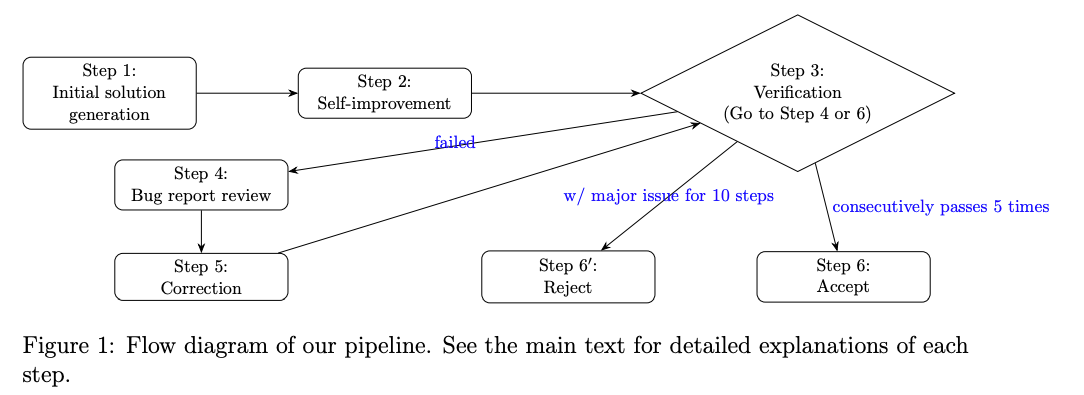 Step 1:
Initial solution
generation
Step 2:
Self-improvement
Step 3:
Verification
(Go to Step 4 or 6)
failed
Step 4:
Bug report review
w/ major issue for 10 steps
consecutively passes 5 times
Step 5:
Correction
Step 6′:
Reject
Step 6:
Accept
Figure 1: Flow diagram of our pipeline. See the main text for detailed explanations of each
step.